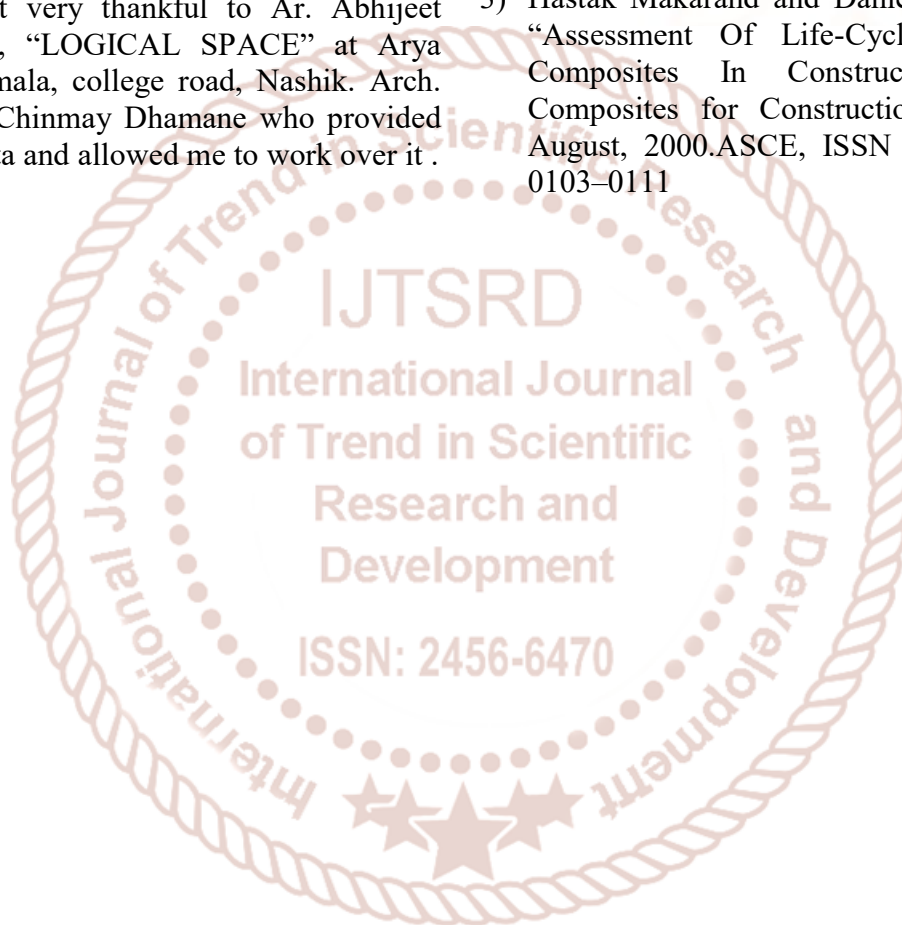 t very thankful to Ar. Abhijeet
, “LOGICAL SPACE” at Arya
mala, college road, Nashik. Arch.
Chinmay Dhamane who provided
ta and allowed me to work over it .
3) Hastak Makarand and
“Assessment Of Life-Cycl
Composites In Construc
Composites for Constructio
August, 2000.ASCE, ISSN
0103–0111
International Journal of Trend in Scientific Research and Development
IJTSRD
International Journal
of Trend in Scientific
Research and
Development
ISSN: 2456-6470